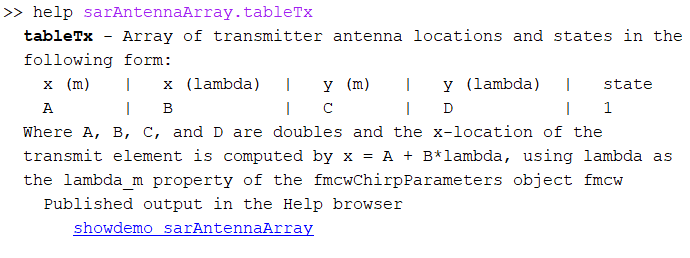 >> help sarAntennaArray.tableTx
tableTx - Array of transmitter antenna locations and states in the
following form:
x (m) | x (lambda) | y (m) | y (lambda) | state
A | B | C | D | 1
Where A, B, C, and D are doubles and the x-location of the
transmit element is computed by x = A + B*lambda, using lambda as
the lambda_m property of the fmcwChirpParameters object fmcw
Published output in the Help browser
showdemo sarAntennaArray